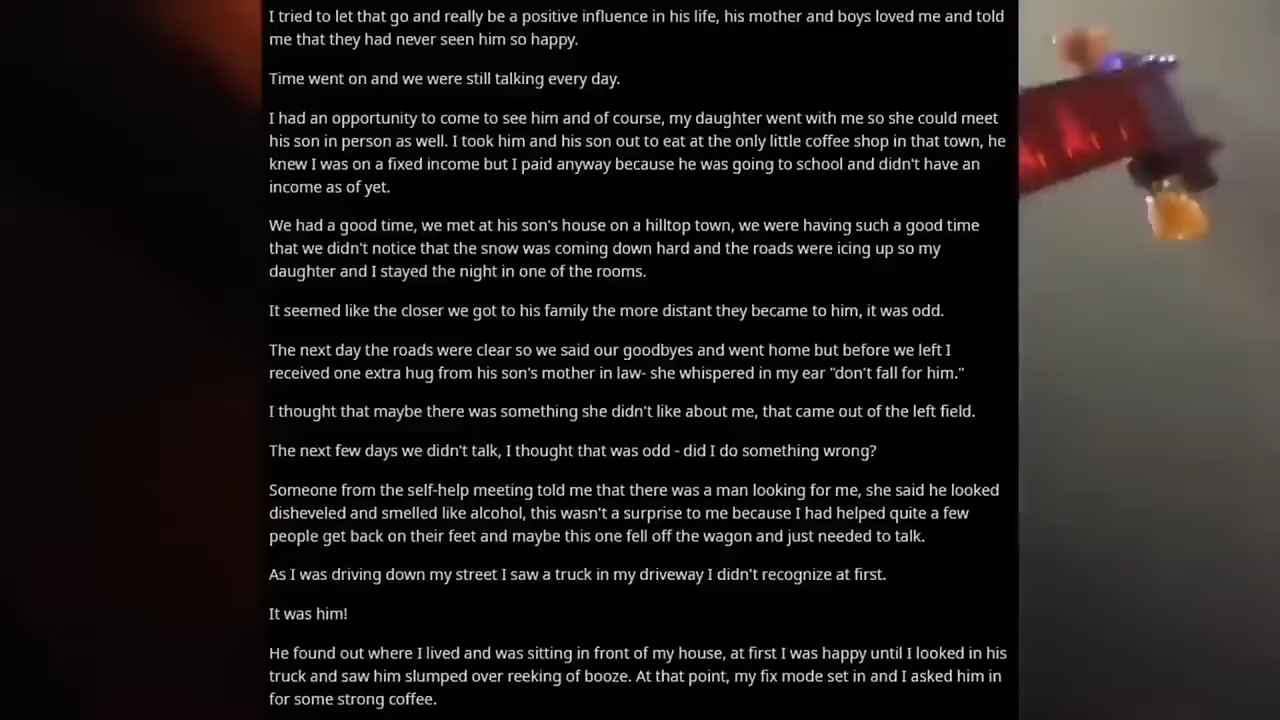 I tried to let that go and really be a positive influence in his life, his mother and boys loved me and told
me that they had never seen him so happy.
Time went on and we were still talking every day.
I had an opportunity to come to see him and of course, my daughter went with me so she could meet
his son in person as well. I took him and his son out to eat at the only little coffee shop in that town, he
knew I was on a fixed income but I paid anyway because he was going to school and didn't have an
income as of yet.
We had a good time, we met at his son's house on a hilltop town, we were having such a good time
that we didn't notice that the snow was coming down hard and the roads were icing up so my
daughter and I stayed the night in one of the rooms.
It seemed like the closer we got to his family the more distant they became to him, it was odd.
The next day the roads were clear so we said our goodbyes and went home but before we left I
received one extra hug from his son's mother in law- she whispered in my ear "don't fall for him."
I thought that maybe there was something she didn't like about me, that came out of the left field.
The next few days we didn't talk, I thought that was odd - did I do something wrong?
Someone from the self-help meeting told me that there was a man looking for me, she said he looked
disheveled and smelled like alcohol, this wasn't a surprise to me because I had helped quite a few
people get back on their feet and maybe this one fell off the wagon and just needed to talk.
As I was driving down my street I saw a truck in my driveway I didn't recognize at first.
It was him!
He found out where I lived and was sitting in front of my house, at first I was happy until I looked in his
truck and saw him slumped over reeking of booze. At that point, my fix mode set in and I asked him in
for some strong coffee.